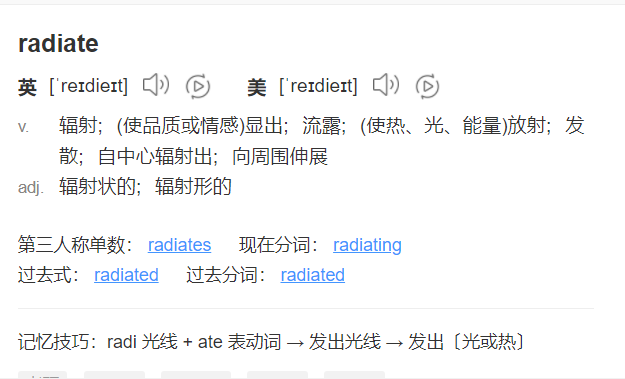 radiate
英 [ˈreɪdieɪt] 美 [ˈreɪdieɪt]
v. 辐射；(使品质或情感)显出；流露；(使热、光、能量)放射；发
散；自中心辐射出；向周围伸展
adj. 辐射状的；辐射形的
第三人称单数： radiates 现在分词： radiating
过去式： radiated 过去分词： radiated
记忆技巧：radi 光线 + ate 表动词 → 发出光线 → 发出〔光或热〕